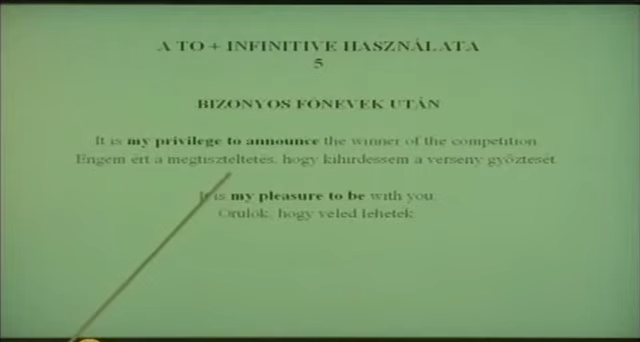 A TO + INFINITIVE HASZNÁLATA
5
BIZONYOS FŐNEVEK UTÁN
It is my privilege to announce the winner of the competition.
Engem ért a megtiszteltetés, hogy kihirdessem a verseny győztesét.
It is my pleasure to be with you.
Örülök, hogy veled lehetek